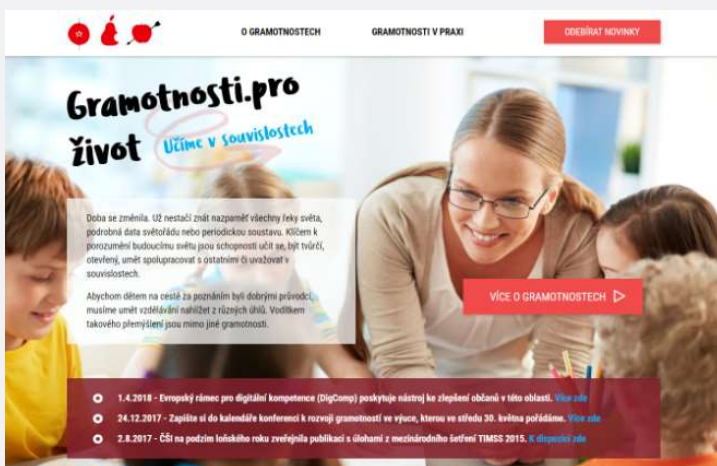 O GRAMOTNOSTECH
GRAMOTNOSTI V PRAXI
ODEBÍRAT NOVINKY
Gramotnosti.pro
život
Učíme v souvislostech
Doba se změnila. Už nestačí znát nazpaměť všechny řeky světa,
podrobná data světořádu nebo periodickou soustavu. Klíčem k
porozumění budoucímu světu jsou schopnosti učit se, být tvůrčí,
otevřený, umět spolupracovat s ostatními či uvažovat v
souvislostech.
Abychom dětem na cestě za poznáním byli dobrými průvodci,
musíme umět vzdělávání nahlížet z různých úhlů. Vodítkem
takového přemýšlení jsou mimo jiné gramotnosti.
VÍCE O GRAMOTNOSTECH
1.4.2018 - Evropský rámec pro digitální kompetence (DigComp) poskytuje nástroj ke zlepšení občanů v této oblasti. Více zde
24.12.2017 - Zapište si do kalendáře konferenci k rozvoji gramotností ve výuce, kterou ve středu 30. května pořádáme. Více zde
2.8.2017 - ČŠI na podzim loňského roku zveřejnila publikaci s úlohami z mezinárodního šetření TIMSS 2015. K dispozici zde